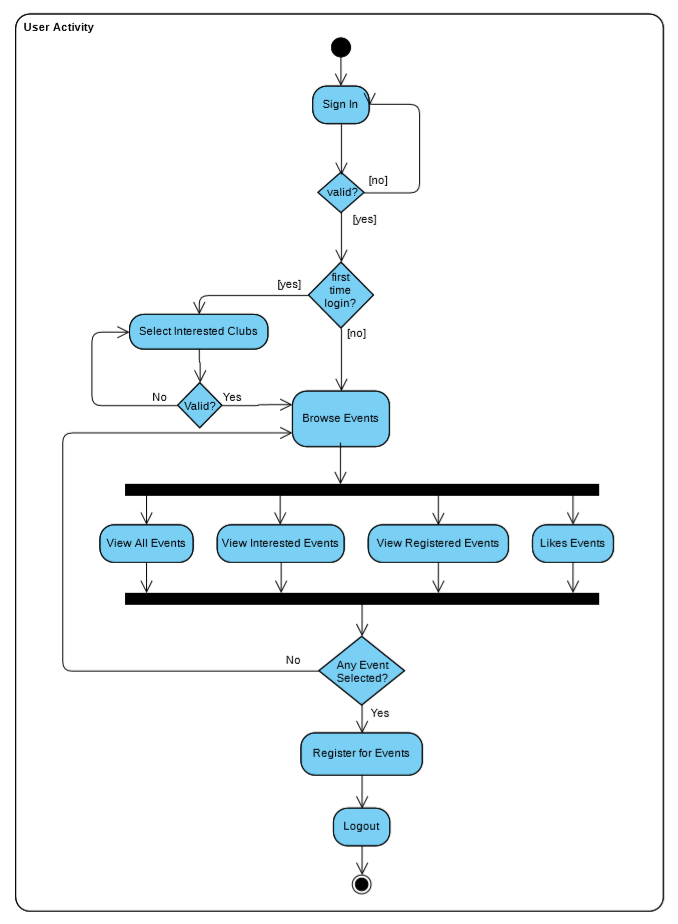 User Activity
Sign In
[no]
valid?
[yes]
first
time
login?
[yes]
[no]
Select Interested Clubs
No
Valid?
Yes
Browse Events
View All Events
View Interested Events
View Registered Events
Likes Events
No
Any Event
Selected?
Yes
Register for Events
Logout